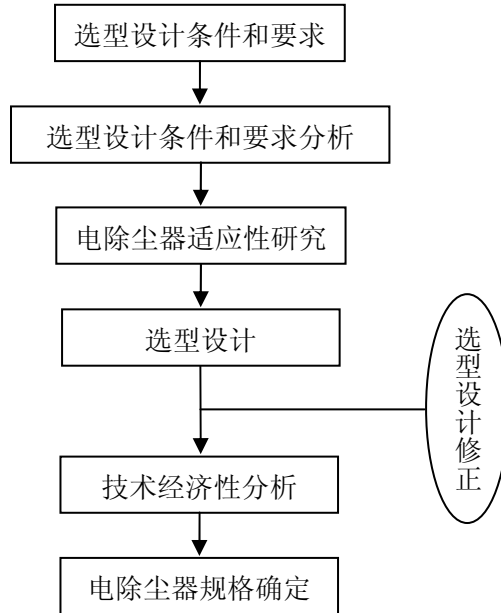 选型设计条件和要求
选型设计条件和要求分析
电除尘器适应性研究
选型设计
选型设计修正
技术经济性分析
电除尘器规格确定